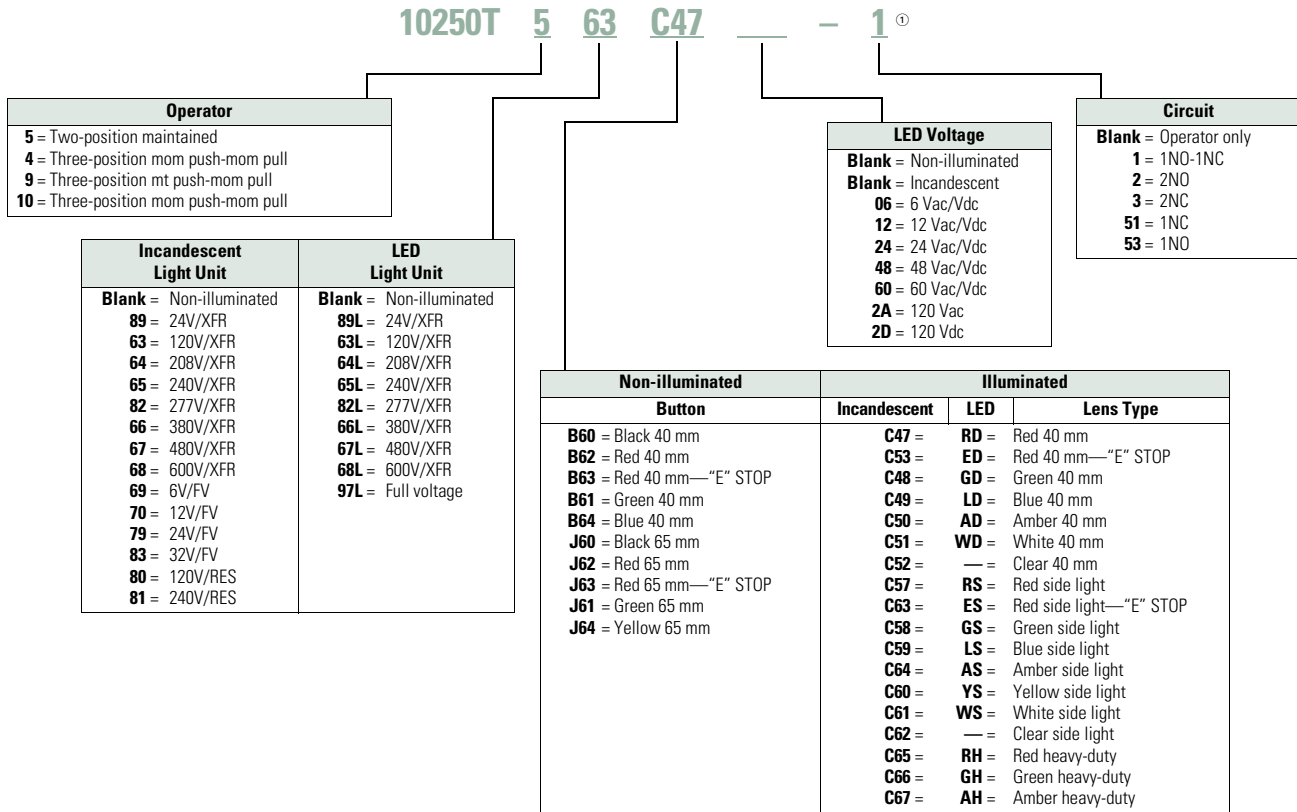 10250T 5 63 C47 ___ – 1 ①
Operator
5 = Two-position maintained
4 = Three-position mom push-mom pull
9 = Three-position mt push-mom pull
10 = Three-position mom push-mom pull
Incandescent Light Unit
Blank = Non-illuminated
89 = 24V/XFR
63 = 120V/XFR
64 = 208V/XFR
65 = 240V/XFR
82 = 277V/XFR
66 = 380V/XFR
67 = 480V/XFR
68 = 600V/XFR
69 = 6V/FV
70 = 12V/FV
79 = 24V/FV
83 = 32V/FV
80 = 120V/RES
81 = 240V/RES
LED Light Unit
Blank = Non-illuminated
89L = 24V/XFR
63L = 120V/XFR
64L = 208V/XFR
65L = 240V/XFR
82L = 277V/XFR
66L = 380V/XFR
67L = 480V/XFR
68L = 600V/XFR
97L = Full voltage
LED Voltage
Blank = Non-illuminated
Blank = Incandescent
06 = 6 Vac/Vdc
12 = 12 Vac/Vdc
24 = 24 Vac/Vdc
48 = 48 Vac/Vdc
60 = 60 Vac/Vdc
2A = 120 Vac
2D = 120 Vdc
Circuit
Blank = Operator only
1 = 1NO-1NC
2 = 2NO
3 = 2NC
51 = 1NC
53 = 1NO
Non-illuminated
Button
B60 = Black 40 mm
B62 = Red 40 mm
B63 = Red 40 mm—“E” STOP
B61 = Green 40 mm
B64 = Blue 40 mm
J60 = Black 65 mm
J62 = Red 65 mm
J63 = Red 65 mm—“E” STOP
J61 = Green 65 mm
J64 = Yellow 65 mm
Illuminated
Incandescent LED Lens Type
C47 = RD = Red 40 mm
C53 = ED = Red 40 mm—“E” STOP
C48 = GD = Green 40 mm
C49 = LD = Blue 40 mm
C50 = AD = Amber 40 mm
C51 = WD = White 40 mm
C52 = — = Clear 40 mm
C57 = RS = Red side light
C63 = ES = Red side light—“E” STOP
C58 = GS = Green side light
C59 = LS = Blue side light
C64 = AS = Amber side light
C60 = YS = Yellow side light
C61 = WS = White side light
C62 = — = Clear side light
C65 = RH = Red heavy-duty
C66 = GH = Green heavy-duty
C67 = AH = Amber heavy-duty